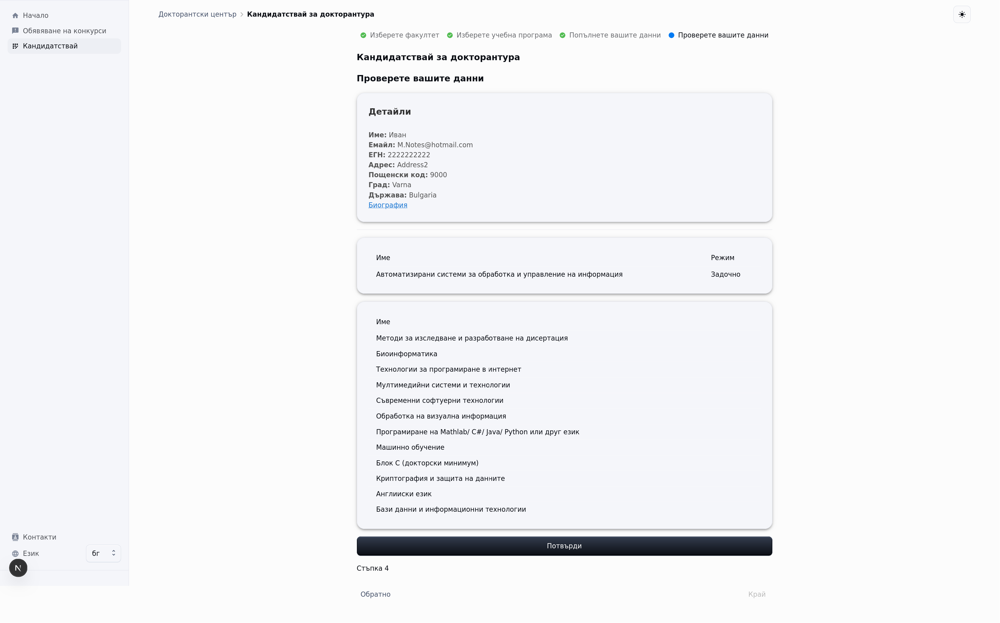 Начало
Обявяване на конкурси
Кандидатствай
Докторантски център
Кандидатствай за докторантура
Изберете факултет
Изберете учебна програма
Попълнете вашите данни
Проверете вашите данни
Кандидатствай за докторантура
Проверете вашите данни
Детайли
Име: Иван
Емайл: M.Notes@hotmail.com
ЕГН: 2222222222
Адрес: Address2
Пощенски код: 9000
Град: Varna
Държава: Bulgaria
Биография
Име Режим
Автоматизирани системи за обработка и управление на информация Задочно
Име
Методи за изследване и разработване на дисертация
Биоинформатика
Технологии за програмиране в интернет
Мултимедийни системи и технологии
Съвременни софтуерни технологии
Обработка на визуална информация
Програмиране на Mathlab/ C#/ Java/ Python или друг език
Машинно обучение
Блок С (докторски минимум)
Криптография и защита на данните
Англииски език
Бази данни и информационни технологии
Потвърди
Стъпка 4
Обратно
Край
Контакти
Език
бг
N